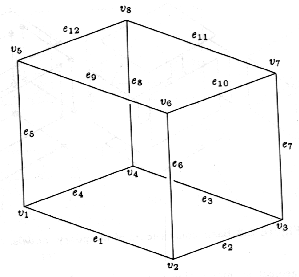 v₈
e₁₂
e₁₁
v₅
v₇
e₉
e₈
e₁₀
v₆
e₅
e₇
e₆
v₄
e₄
e₃
v₁
v₃
e₁
e₂
v₂